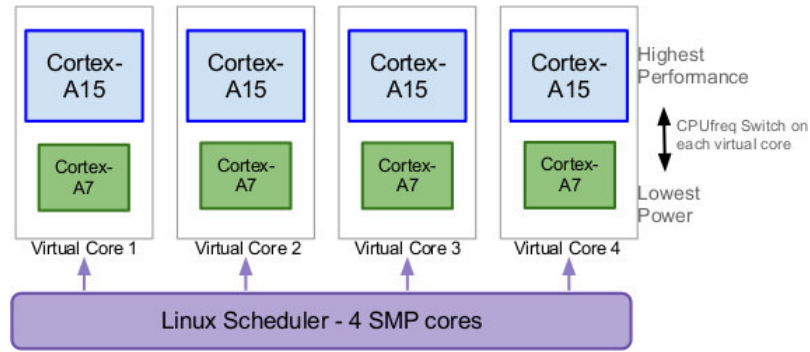 Cortex-
A15
Cortex-
A15
Cortex-
A15
Cortex-
A15
Highest
Performance
CPUfreq Switch on
each virtual core
Cortex-
A7
Cortex-
A7
Cortex-
A7
Cortex-
A7
Lowest
Power
Virtual Core 1
Virtual Core 2
Virtual Core 3
Virtual Core 4
Linux Scheduler - 4 SMP cores